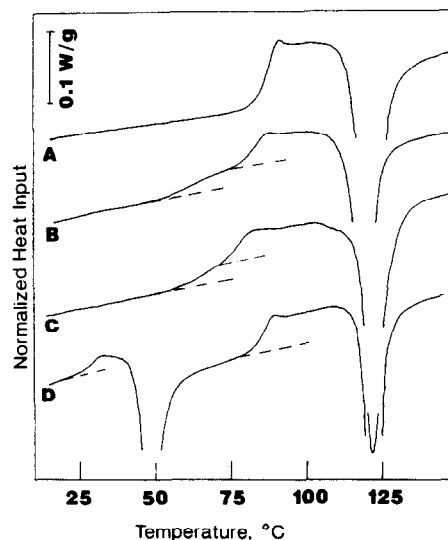 0.1 W/g
Normalized Heat Input
A
B
C
D
25 50 75 100 125
Temperature, °C